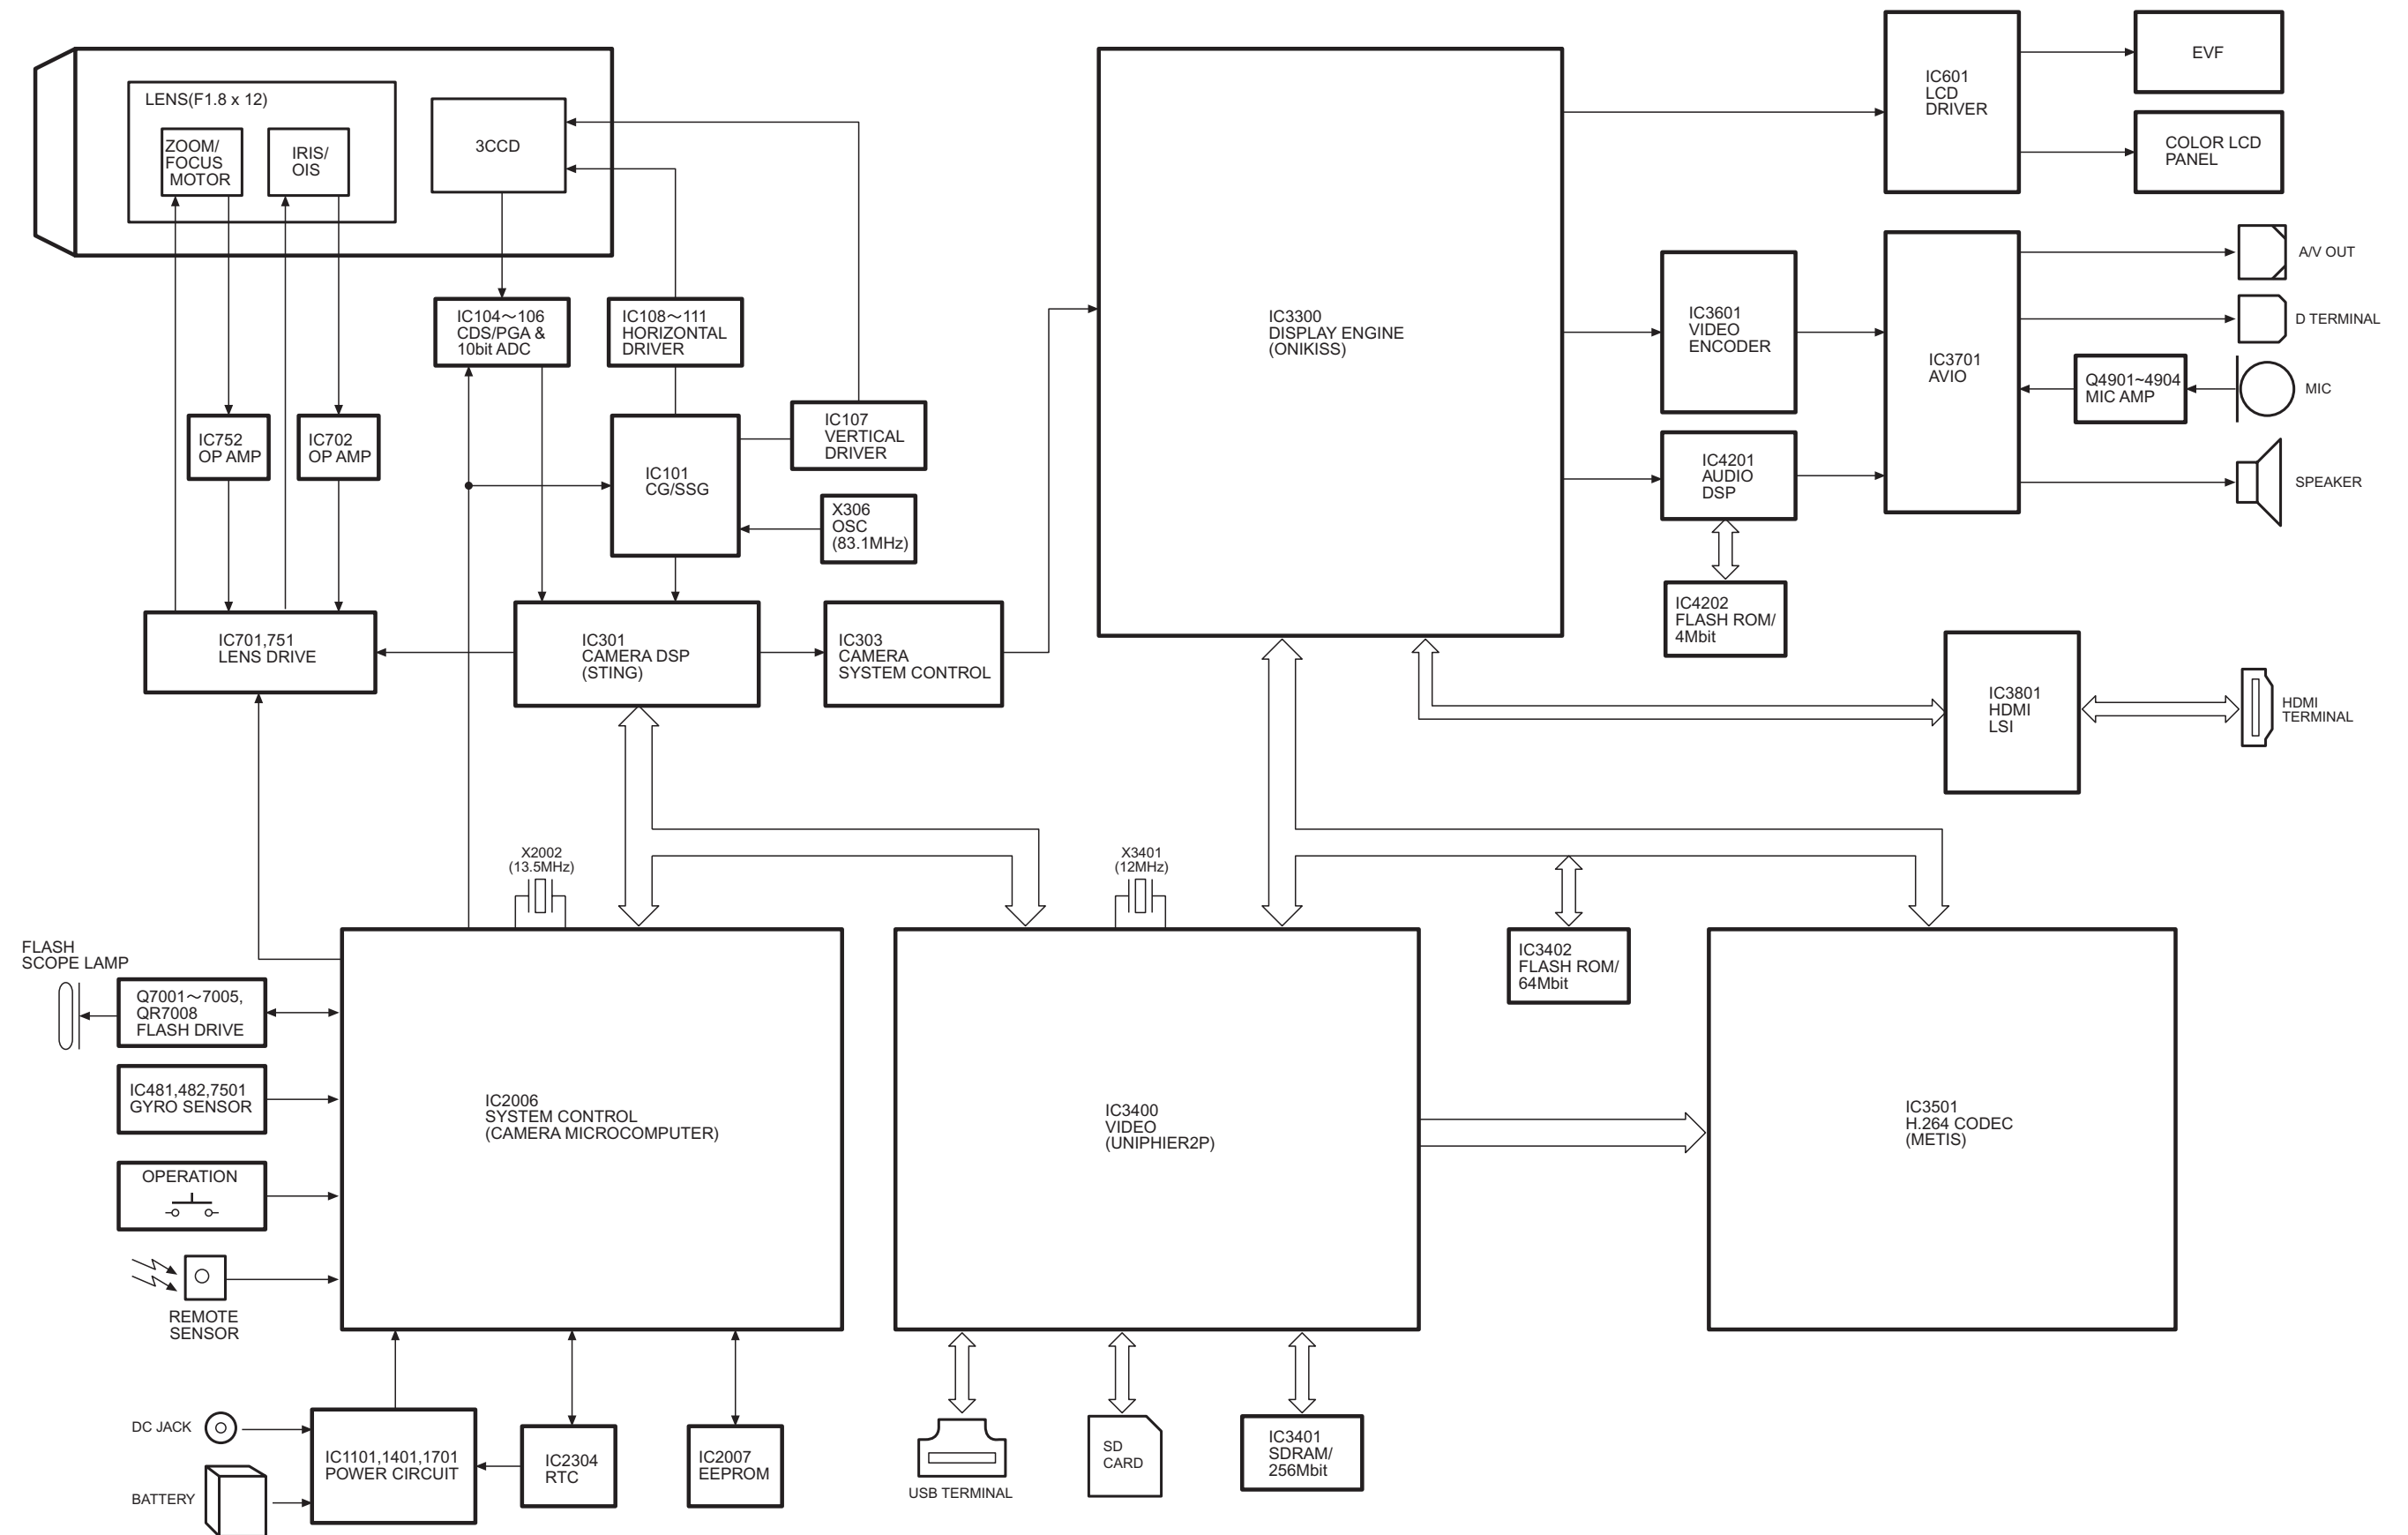 LENS(F1.8 x 12)
ZOOM/
FOCUS
MOTOR
IRIS/
OIS
3CCD
IC104～106
CDS/PGA &
10bit ADC
IC108～111
HORIZONTAL
DRIVER
IC752
OP AMP
IC702
OP AMP
IC101
CG/SSG
IC107
VERTICAL
DRIVER
X306
OSC
(83.1MHz)
IC701,751
LENS DRIVE
IC301
CAMERA DSP
(STING)
IC303
CAMERA
SYSTEM CONTROL
IC3300
DISPLAY ENGINE
(ONIKISS)
IC601
LCD
DRIVER
EVF
COLOR LCD
PANEL
IC3601
VIDEO
ENCODER
IC4201
AUDIO
DSP
IC4202
FLASH ROM/
4Mbit
IC3701
AVIO
A/V OUT
D TERMINAL
Q4901~4904
MIC AMP
MIC
SPEAKER
IC3801
HDMI
LSI
HDMI
TERMINAL
X2002
(13.5MHz)
X3401
(12MHz)
FLASH
SCOPE LAMP
Q7001～7005,
QR7008
FLASH DRIVE
IC481,482,7501
GYRO SENSOR
OPERATION
REMOTE
SENSOR
IC2006
SYSTEM CONTROL
(CAMERA MICROCOMPUTER)
IC3400
VIDEO
(UNIPHIER2P)
IC3402
FLASH ROM/
64Mbit
IC3501
H.264 CODEC
(METIS)
DC JACK
BATTERY
IC1101,1401,1701
POWER CIRCUIT
IC2304
RTC
IC2007
EEPROM
USB TERMINAL
SD
CARD
IC3401
SDRAM/
256Mbit